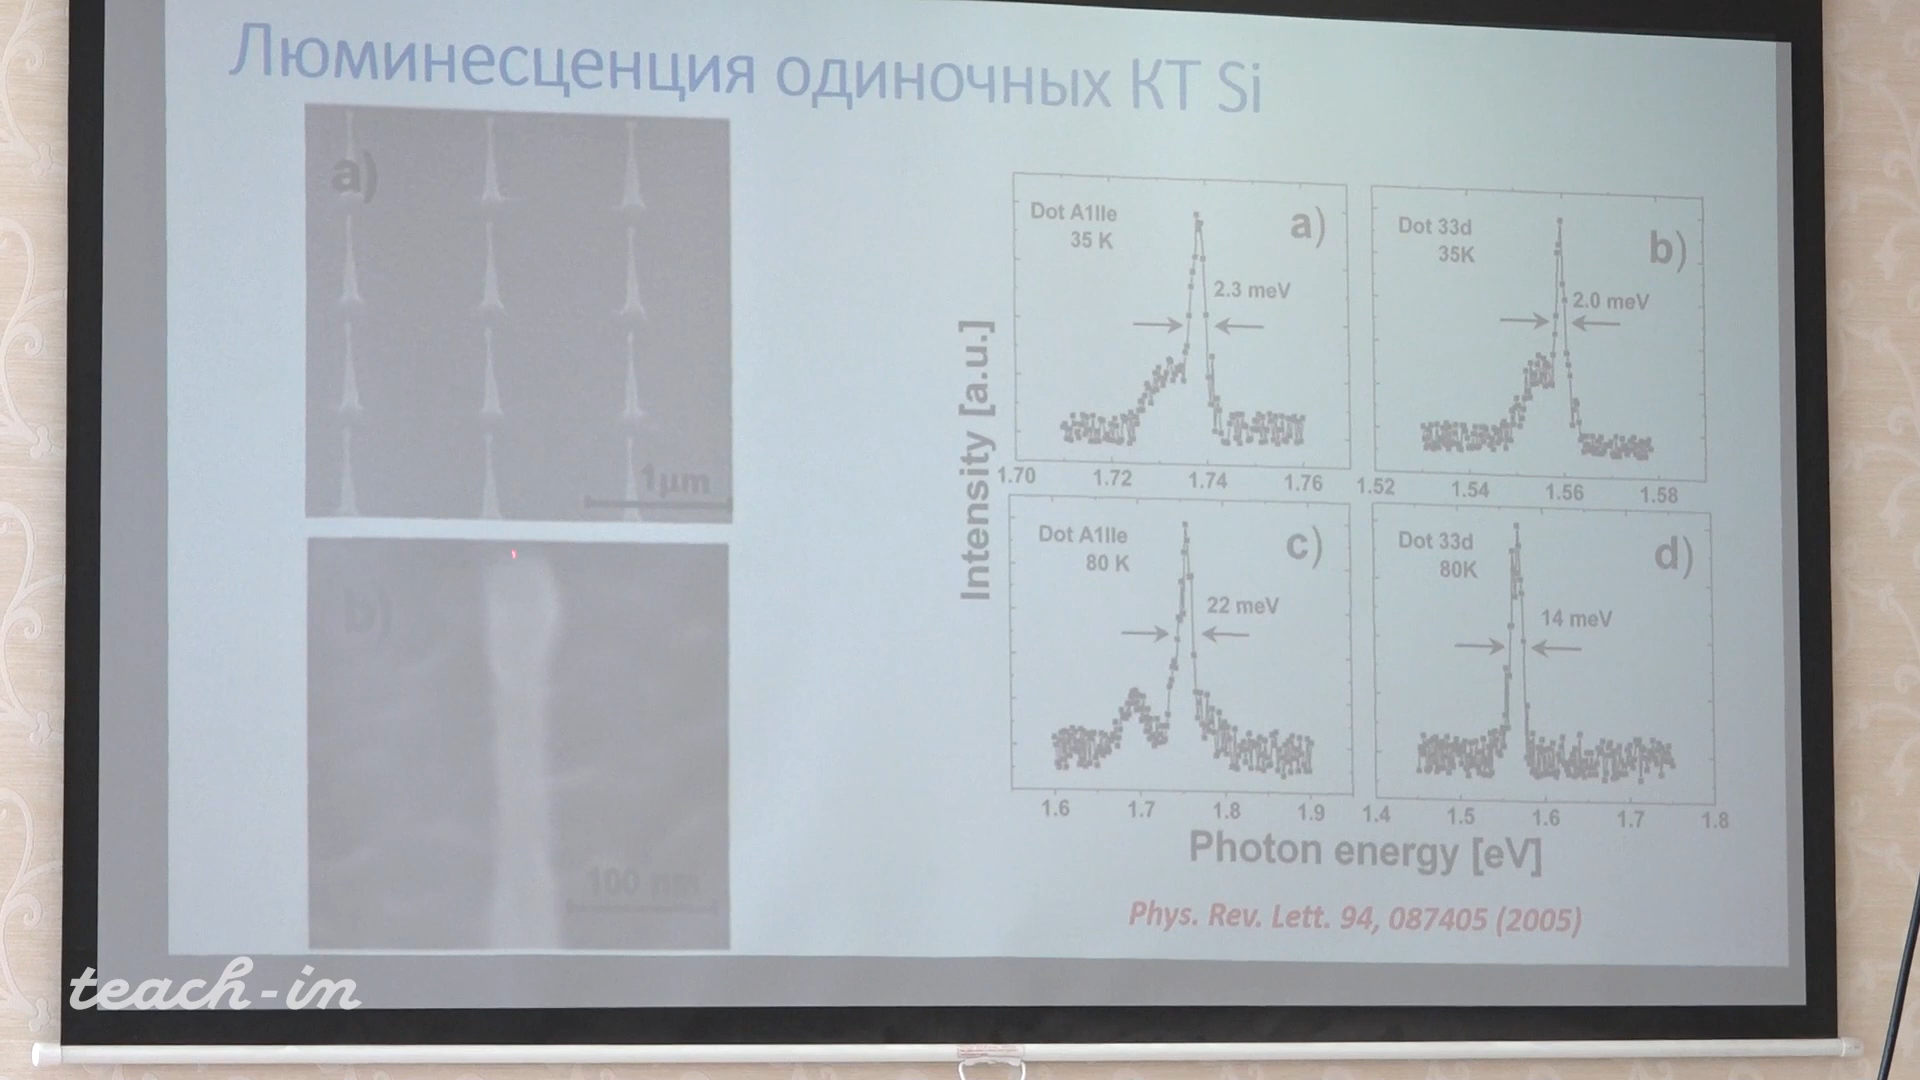 Люминесценция одиночных КТ Si
a)
1µm
b)
100 nm
Intensity [a.u.]
Dot A1IIe
35 K
a)
2.3 meV
1.70 1.72 1.74 1.76
Dot 33d
35K
b)
2.0 meV
1.52 1.54 1.56 1.58
Dot A1IIe
80 K
c)
22 meV
1.6 1.7 1.8 1.9
Dot 33d
80K
d)
14 meV
1.4 1.5 1.6 1.7 1.8
Photon energy [eV]
Phys. Rev. Lett. 94, 087405 (2005)
teach-in